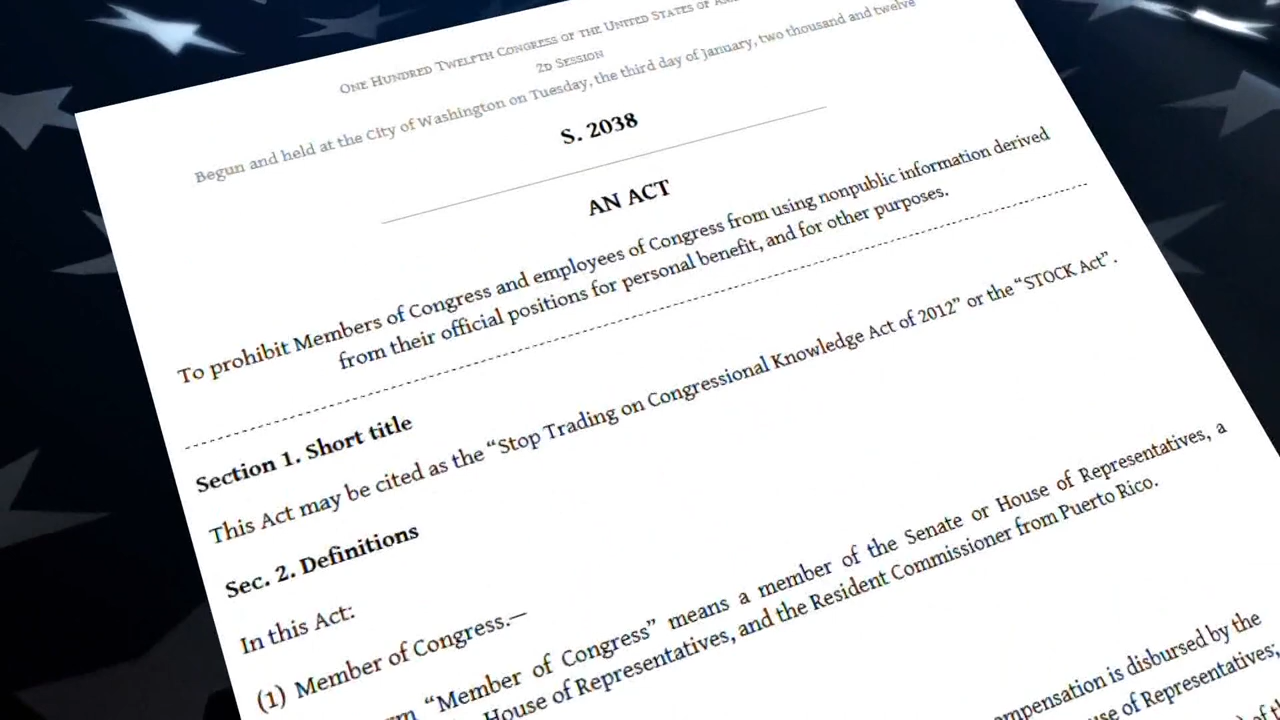 ONE HUNDRED TWELFTH CONGRESS OF THE UNITED STATES OF
2D SESSION
Begun and held at the City of Washington on Tuesday, the third day of January, two thousand and twelve
S. 2038
AN ACT
To prohibit Members of Congress and employees of Congress from using nonpublic information derived
from their official positions for personal benefit, and for other purposes.
Section 1. Short title
This Act may be cited as the “Stop Trading on Congressional Knowledge Act of 2012” or the “STOCK Act”.
Sec. 2. Definitions
In this Act:
(1) Member of Congress.—
“Member of Congress” means a member of the Senate or House of Representatives, a
House of Representatives, and the Resident Commissioner from Puerto Rico.
is disbursed by the
of Representatives;